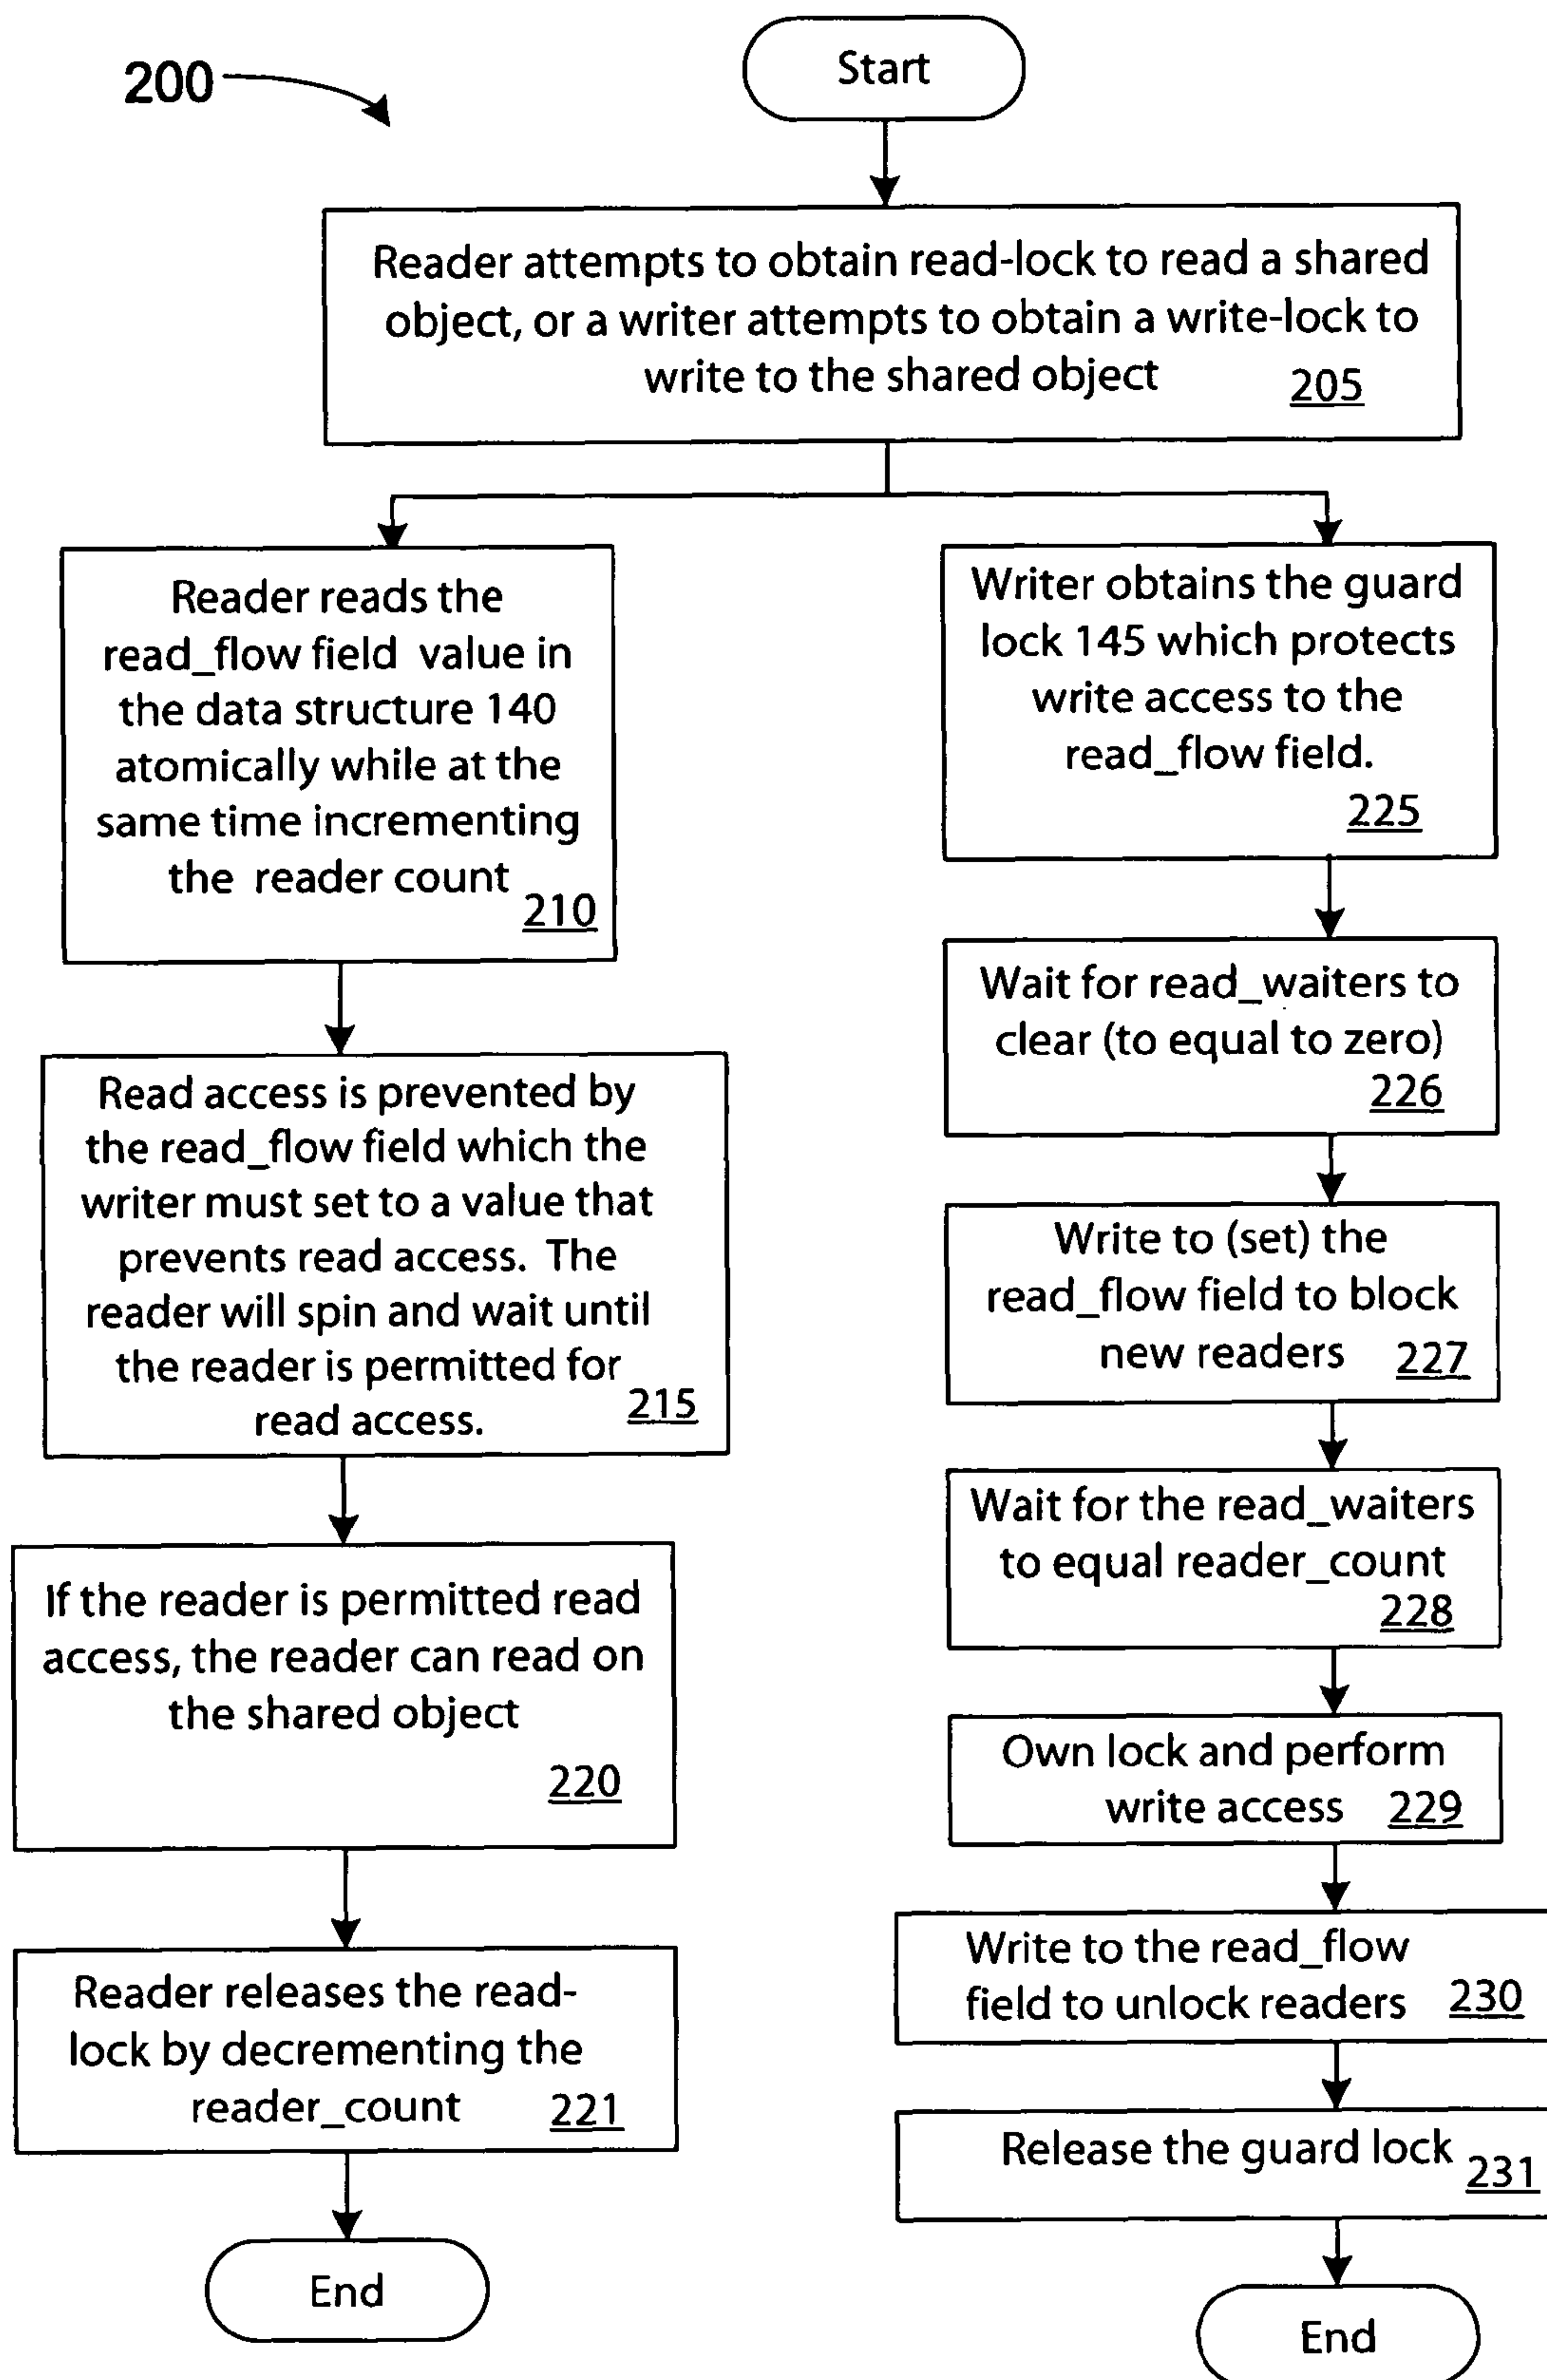 200
Start
Reader attempts to obtain read-lock to read a shared
object, or a writer attempts to obtain a write-lock to
write to the shared object
205
Reader reads the
read_flow field value in
the data structure 140
atomically while at the
same time incrementing
the reader count
210
Read access is prevented by
the read_flow field which the
writer must set to a value that
prevents read access. The
reader will spin and wait until
the reader is permitted for
read access.
215
If the reader is permitted read
access, the reader can read on
the shared object
220
Reader releases the read-
lock by decrementing the
reader_count
221
End
Writer obtains the guard
lock 145 which protects
write access to the
read_flow field.
225
Wait for read_waiters to
clear (to equal to zero)
226
Write to (set) the
read_flow field to block
new readers 227
Wait for the read_waiters
to equal reader_count
228
Own lock and perform
write access 229
Write to the read_flow
field to unlock readers 230
Release the guard lock 231
End